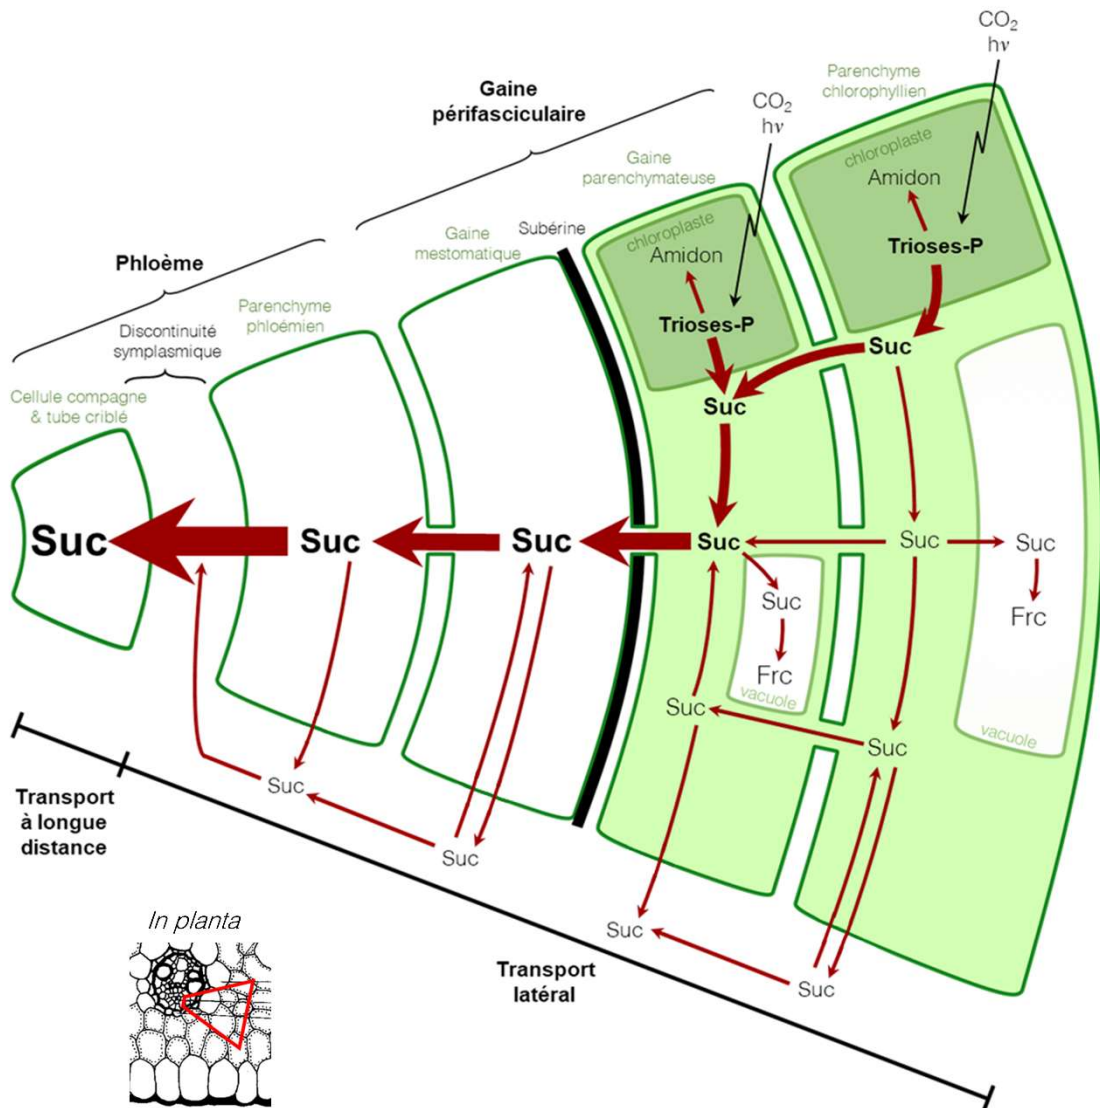 CO2
hν
Parenchyme
chlorophyllien
Gaine
périfasciculaire
CO2
hν
chloroplaste
Amidon
Trioses-P
Gaine
parenchymateuse
Subérine
chloroplaste
Amidon
Trioses-P
Gaine
mestomatique
Phloème
Parenchyme
phloémien
Discontinuité
symplasmique
Cellule compagne
& tube criblé
Suc
Suc
Suc
Suc
Suc
Suc
Suc
Suc
Frc
Suc
Frc
vacuole
vacuole
Suc
Suc
Suc
Suc
Suc
Suc
Transport
à longue
distance
Transport
latéral
In planta